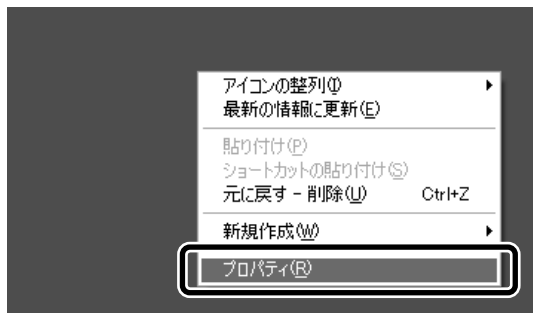 アイコンの整列(I)
最新の情報に更新(E)
貼り付け(P)
ショートカットの貼り付け(S)
元に戻す - 削除(U) Ctrl+Z
新規作成(W)
プロパティ(R)